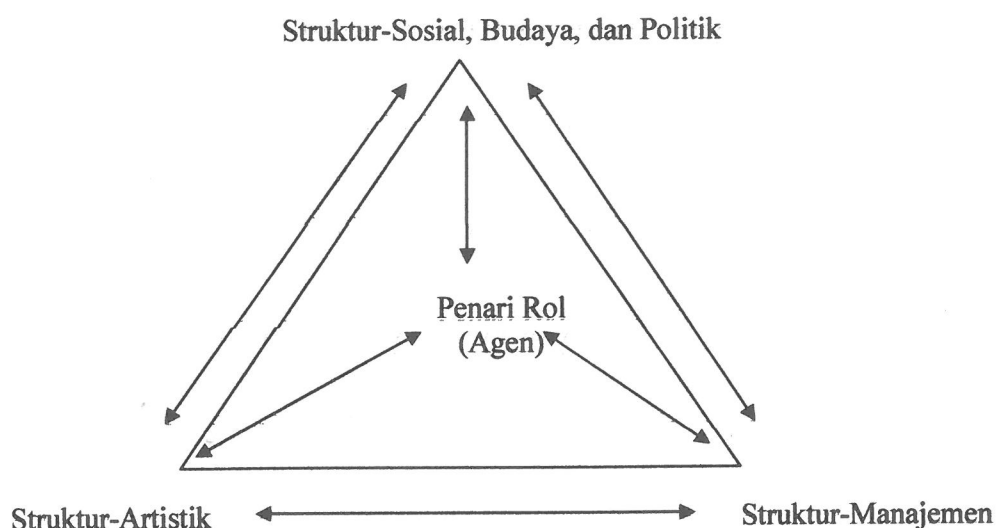 Struktur-Sosial, Budaya, dan Politik
Penari Rol
(Agen)
Struktur-Artistik
Struktur-Manajemen